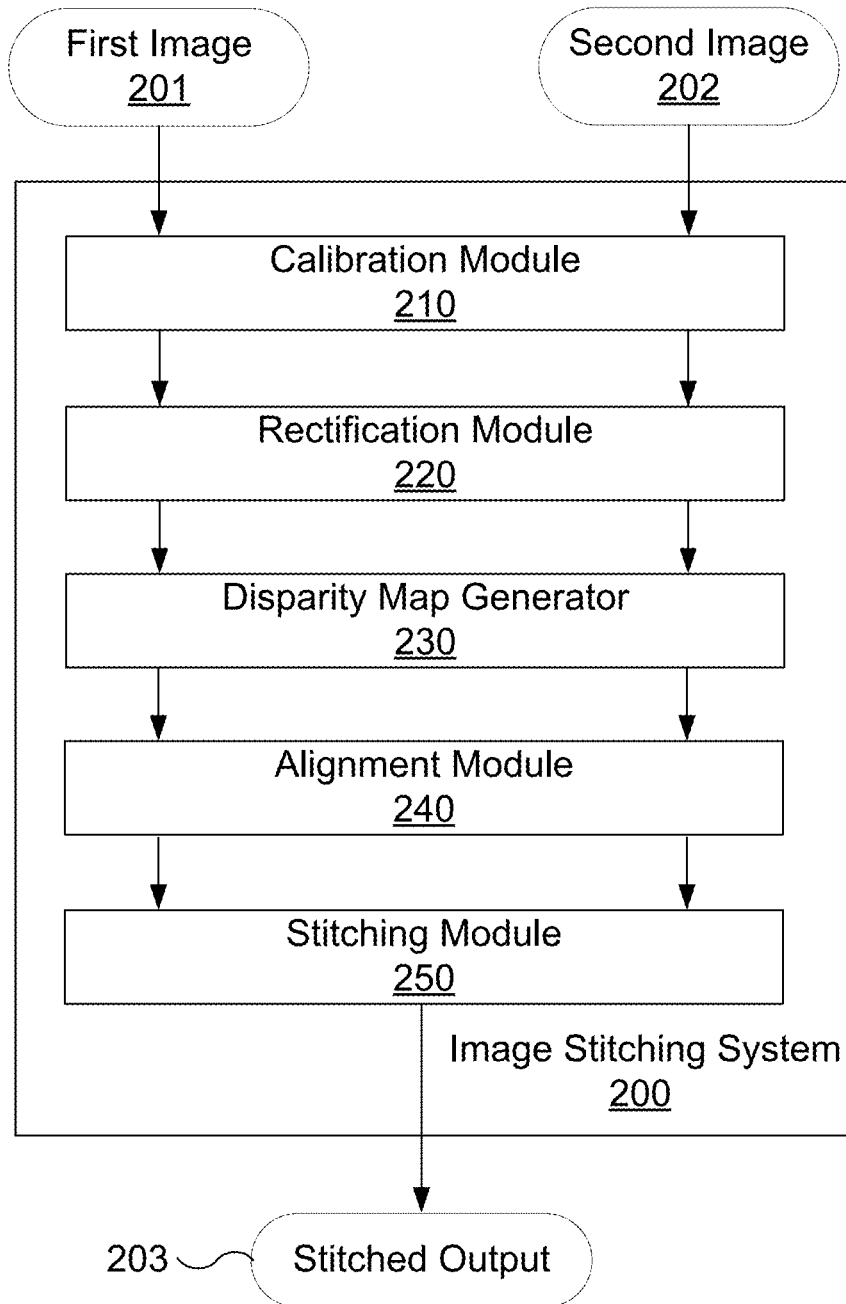 First Image
201
Second Image
202
Calibration Module
210
Rectification Module
220
Disparity Map Generator
230
Alignment Module
240
Stitching Module
250
Image Stitching System
200
203
Stitched Output